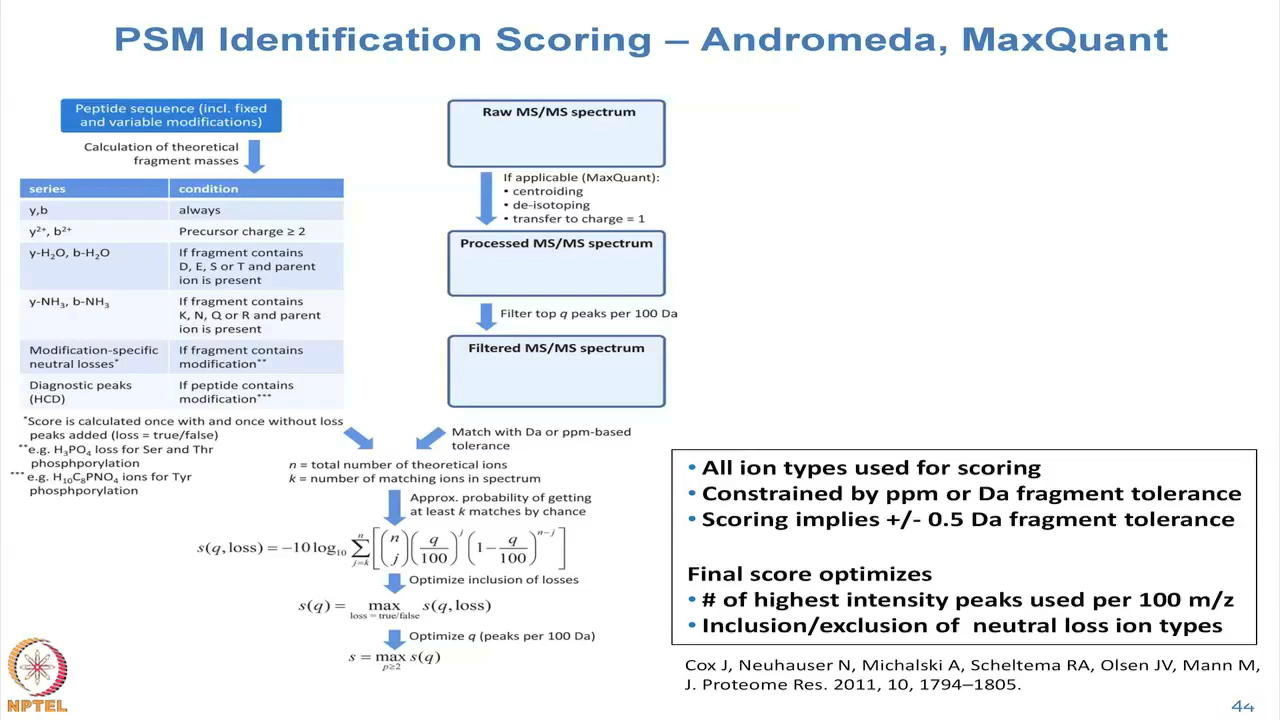 PSM Identification Scoring – Andromeda, MaxQuant
Peptide sequence (incl. fixed
and variable modifications)
Calculation of theoretical
fragment masses
series condition
y,b always
y²⁺, b²⁺ Precursor charge ≥ 2
y-H₂O, b-H₂O If fragment contains
D, E, S or T and parent
ion is present
y-NH₃, b-NH₃ If fragment contains
K, N, Q or R and parent
ion is present
Modification-specific If fragment contains
neutral losses* modification**
Diagnostic peaks If peptide contains
(HCD) modification***
*Score is calculated once with and once without loss
peaks added (loss = true/false)
**e.g. H₃PO₄ loss for Ser and Thr
phosphporylation
***e.g. H₁₀C₈PNO₄ ions for Tyr
phosphporylation
Raw MS/MS spectrum
If applicable (MaxQuant):
• centroiding
• de-isotoping
• transfer to charge = 1
Processed MS/MS spectrum
Filter top q peaks per 100 Da
Filtered MS/MS spectrum
Match with Da or ppm-based
tolerance
n = total number of theoretical ions
k = number of matching ions in spectrum
Approx. probability of getting
at least k matches by chance
s(q, loss) = −10 log₁₀ ∑ⁿⱼ₌ₖ [ (n j) (q/100)ʲ (1 − q/100)ⁿ⁻ʲ ]
Optimize inclusion of losses
s(q) = max s(q, loss)
loss = true/false
Optimize q (peaks per 100 Da)
s = max s(q)
p≥2
• All ion types used for scoring
• Constrained by ppm or Da fragment tolerance
• Scoring implies +/- 0.5 Da fragment tolerance
Final score optimizes
• # of highest intensity peaks used per 100 m/z
• Inclusion/exclusion of neutral loss ion types
Cox J, Neuhauser N, Michalski A, Scheltema RA, Olsen JV, Mann M,
J. Proteome Res. 2011, 10, 1794–1805.
NPTEL
44